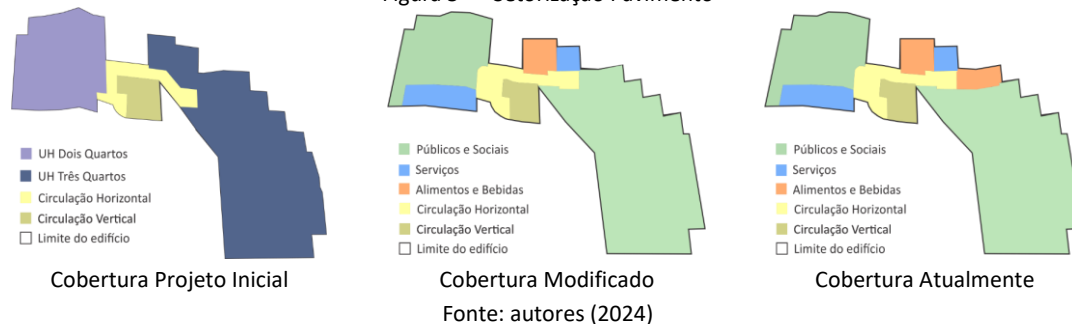 UH Dois Quartos
UH Três Quartos
Circulação Horizontal
Circulação Vertical
Limite do edifício
Cobertura Projeto Inicial
Públicos e Sociais
Serviços
Alimentos e Bebidas
Circulação Horizontal
Circulação Vertical
Limite do edifício
Cobertura Modificado
Públicos e Sociais
Serviços
Alimentos e Bebidas
Circulação Horizontal
Circulação Vertical
Limite do edifício
Cobertura Atualmente
Fonte: autores (2024)